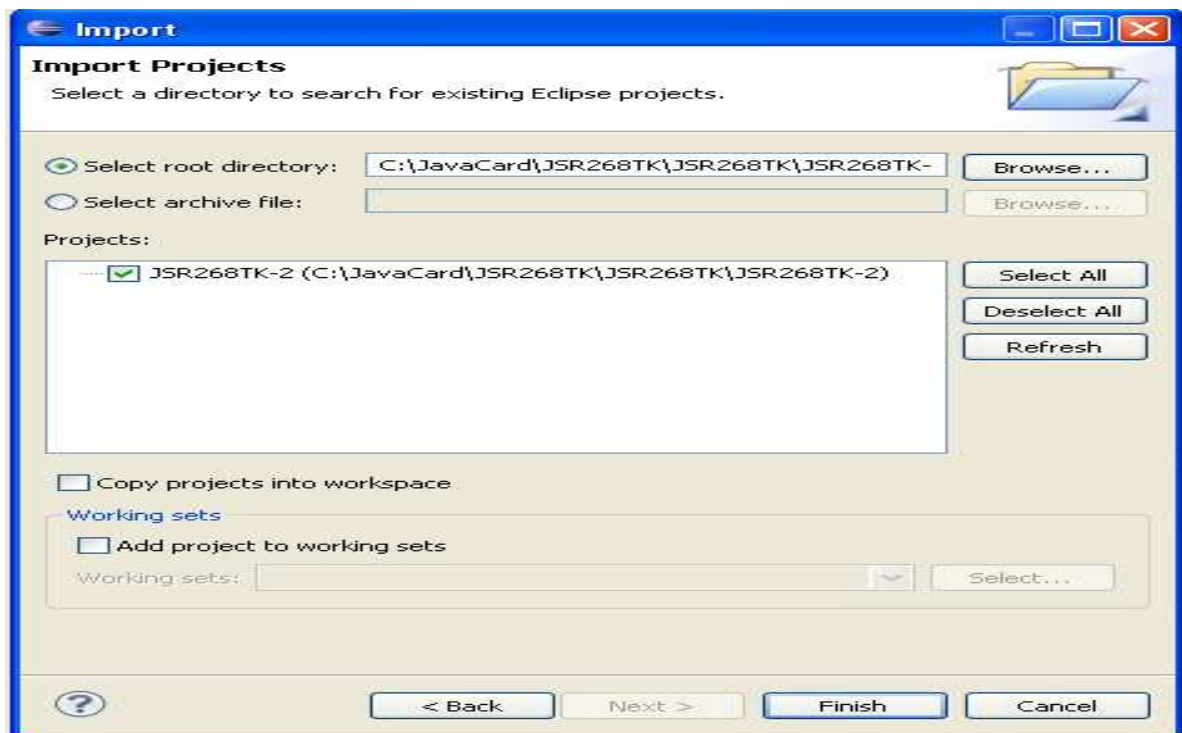 Import
Import Projects
Select a directory to search for existing Eclipse projects.
Select root directory: C:\JavaCard\JSR268TK\JSR268TK\JSR268TK- Browse...
Select archive file: Browse...
Projects:
JSR268TK-2 (C:\JavaCard\JSR268TK\JSR268TK\JSR268TK-2) Select All
Deselect All
Refresh
Copy projects into workspace
Working sets
Add project to working sets
Working sets: Select...
? < Back Next > Finish Cancel